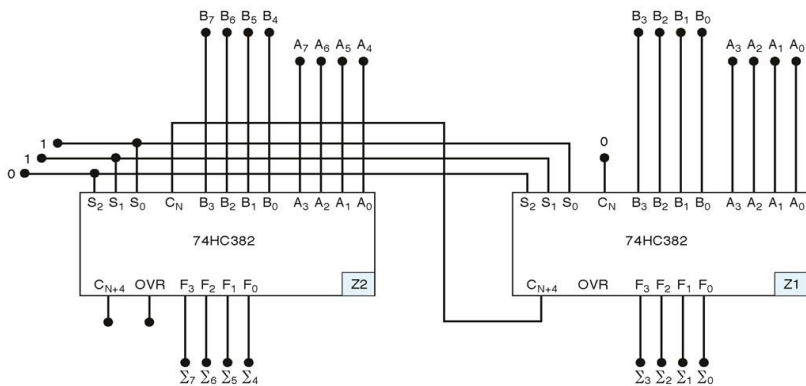 B7 B6 B5 B4 B3 B2 B1 B0
A7 A6 A5 A4 A3 A2 A1 A0
1 0
1
0
S2 S1 S0 CN B3 B2 B1 B0 A3 A2 A1 A0 S2 S1 S0 CN B3 B2 B1 B0 A3 A2 A1 A0
74HC382 74HC382
CN+4 OVR F3 F2 F1 F0 Z2 CN+4 OVR F3 F2 F1 F0 Z1
Σ7 Σ6 Σ5 Σ4 Σ3 Σ2 Σ1 Σ0